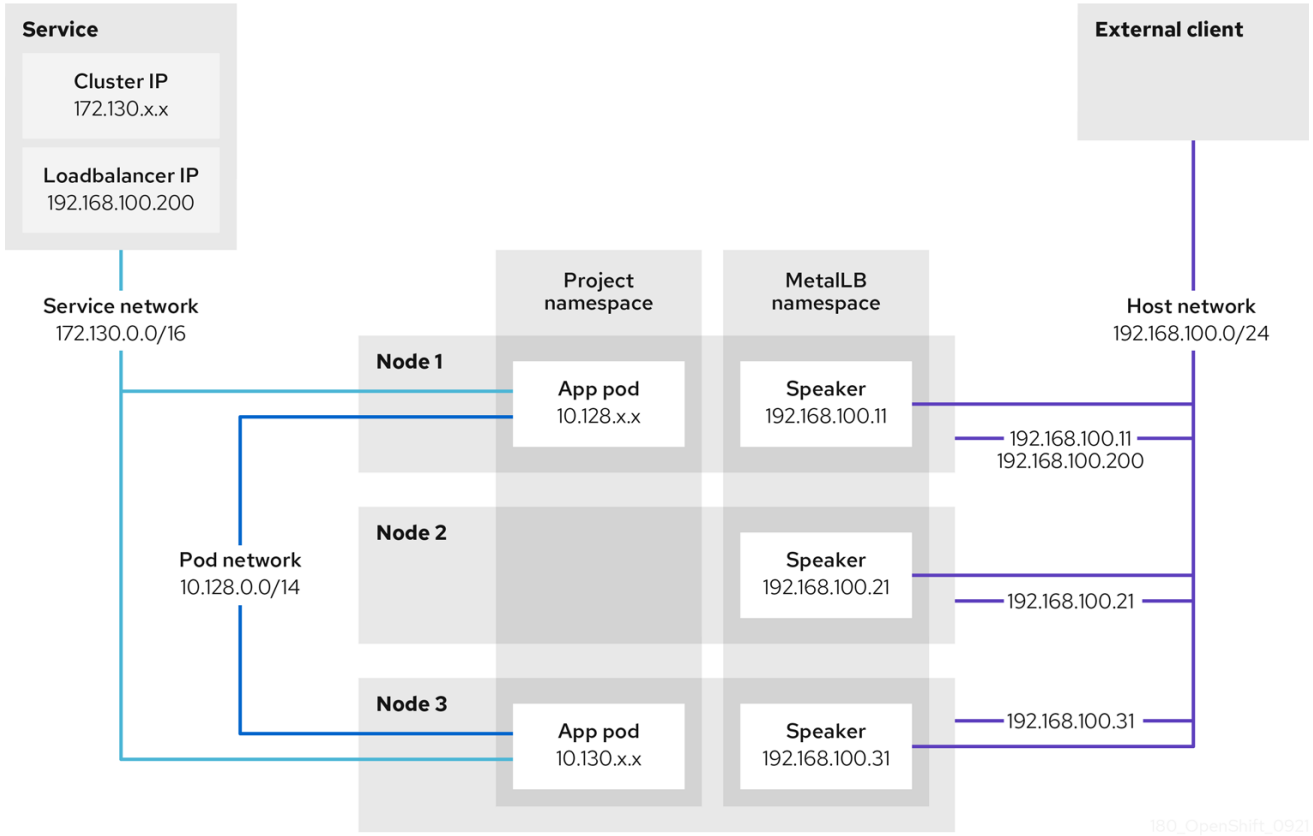 Service
Cluster IP
172.130.x.x
Loadbalancer IP
192.168.100.200
Service network
172.130.0.0/16
External client
Host network
192.168.100.0/24
Project
namespace
MetalLB
namespace
Node 1
App pod
10.128.x.x
Speaker
192.168.100.11
192.168.100.11
192.168.100.200
Pod network
10.128.0.0/14
Node 2
Speaker
192.168.100.21
192.168.100.21
Node 3
App pod
10.130.x.x
Speaker
192.168.100.31
192.168.100.31
180_OpenShift_0921